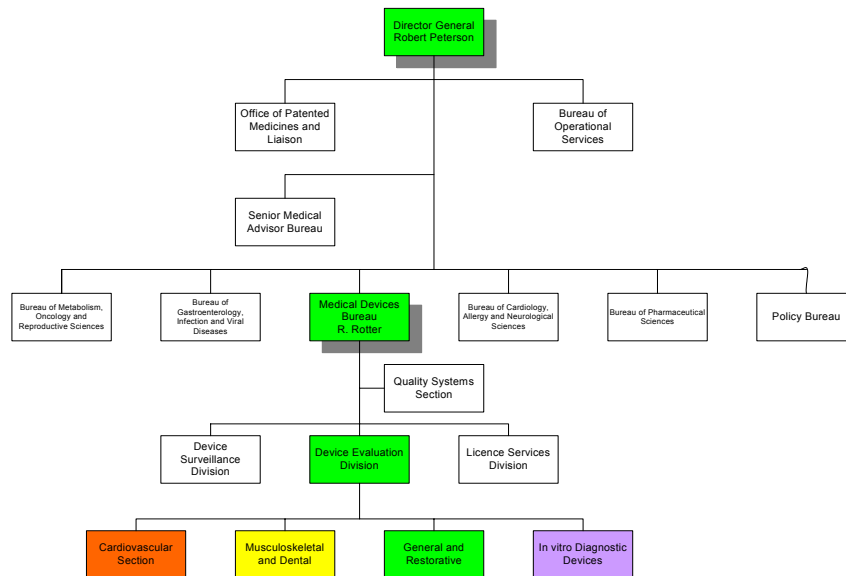 Director General
Robert Peterson
Office of Patented
Medicines and
Liaison
Bureau of
Operational
Services
Senior Medical
Advisor Bureau
Bureau of Metabolism,
Oncology and
Reproductive Sciences
Bureau of
Gastroenterology,
Infection and Viral
Diseases
Medical Devices
Bureau
R. Rotter
Bureau of Cardiology,
Allergy and Neurological
Sciences
Bureau of Pharmaceutical
Sciences
Policy Bureau
Quality Systems
Section
Device
Surveillance
Division
Device Evaluation
Division
Licence Services
Division
Cardiovascular
Section
Musculoskeletal
and Dental
General and
Restorative
In vitro Diagnostic
Devices